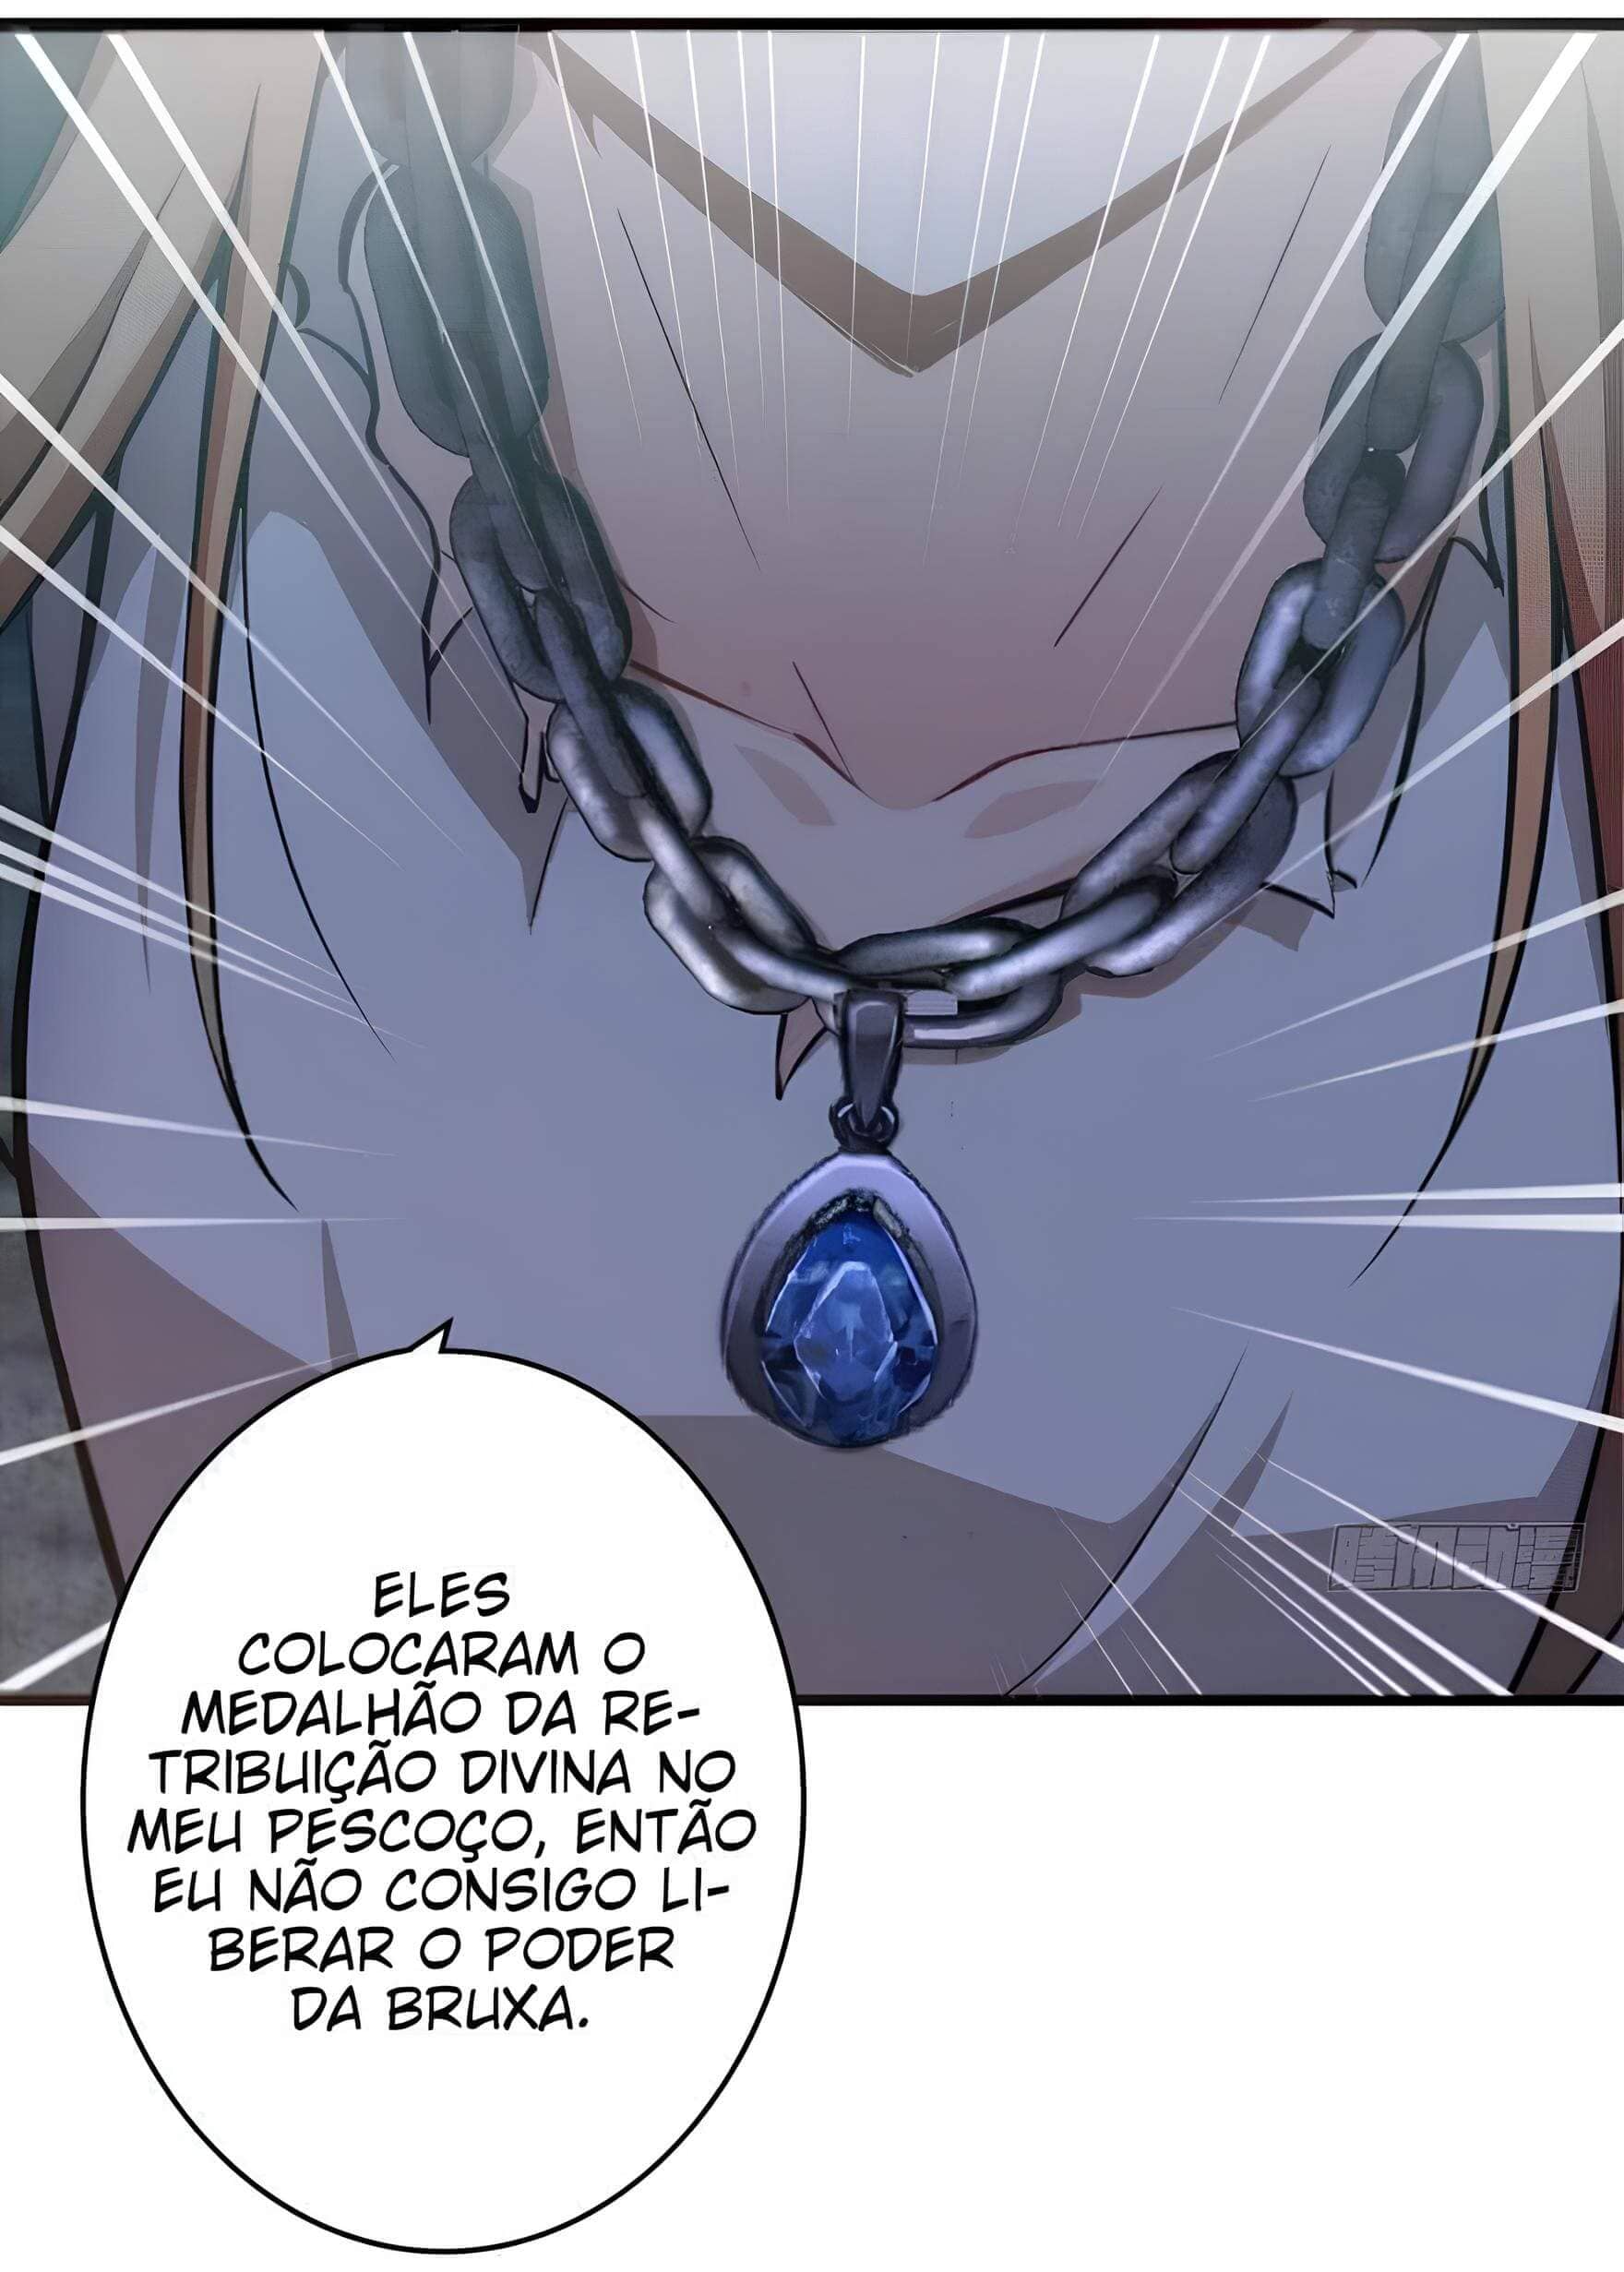 ELES
COLOCARAM O
MEDALHÃO DA RE-
TRIBUIÇÃO DIVINA NO
MEU PESCOÇO, ENTÃO
EU NÃO CONSIGO LI-
BERAR O PODER
DA BRUXA.